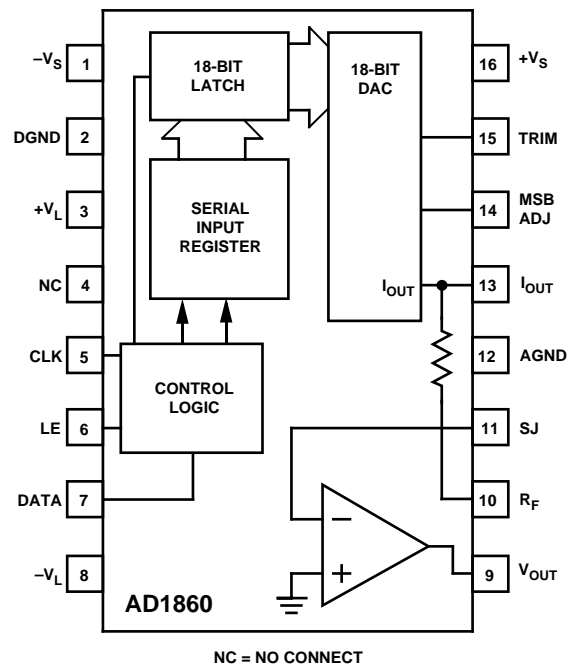 –VS 1
DGND 2
+VL 3
NC 4
CLK 5
LE 6
DATA 7
–VL 8
18-BIT
LATCH
SERIAL
INPUT
REGISTER
CONTROL
LOGIC
18-BIT
DAC
IOUT
16 +VS
15 TRIM
14 MSB
ADJ
13 IOUT
12 AGND
11 SJ
10 RF
9 VOUT
–
+
AD1860
NC = NO CONNECT